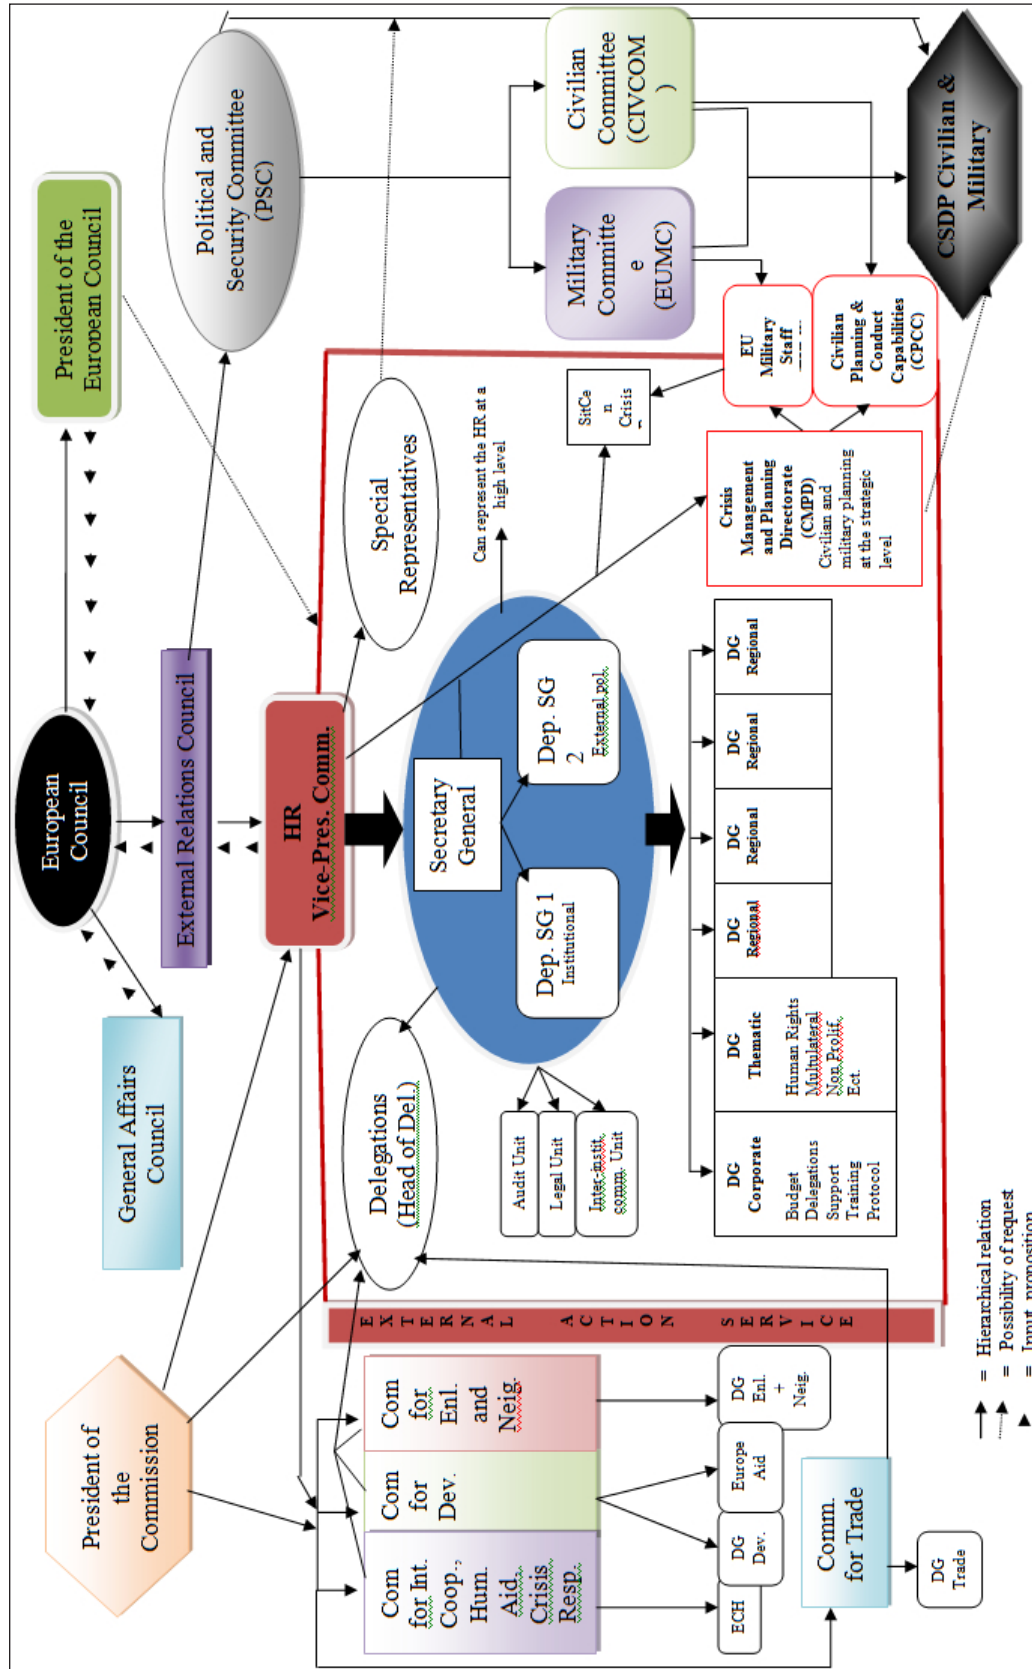 President of
the
Commission
General Affairs
Council
European
Council
President of the
European Council
External Relations Council
Political and
Security Committee
(PSC)
HR
Vice-Pres. Comm.
Com
for Int.
Coop.,
Hum.
Aid,
Crisis
Resp.
Com
for
Dev.
Com
for
Enl.
and
Neig.
EXTERNAL ACTION SERVICE
Delegations
(Head of Del.)
Special
Representatives
Secretary
General
Dep. SG 1
Institutional
Dep. SG
2
External pol.
Can represent the HR at a
high level
Audit Unit
Legal Unit
Inter-instit.
comm. Unit
SitCe
n
Crisis
Military
Committe
e
(EUMC)
Civilian
Committee
(CIVCOM
)
ECH
DG
Dev.
Europe
Aid
DG
Enl.
+
Neig.
DG
Corporate
Budget
Delegations
Support
Training
Protocol
DG
Thematic
Human Rights
Multulateral
Non Prolif.
Ect.
DG
Regional
DG
Regional
DG
Regional
DG
Regional
Crisis
Management
and Planning
Directorate
(CMPD)
Civilian and
military planning
at the strategic
level
EU
Military
Staff
Civilian
Planning &
Conduct
Capabilities
(CPCC)
CSDP Civilian &
Military
Comm.
for Trade
DG
Trade
= Hierarchical relation
= Possibility of request
= Input, proposition